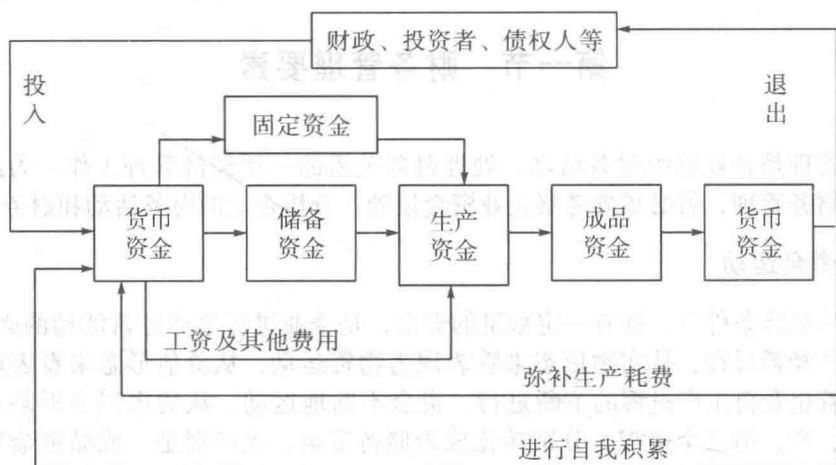 财政、投资者、债权人等
投入
退出
固定资金
货币资金
储备资金
生产资金
成品资金
货币资金
工资及其他费用
弥补生产耗费
进行自我积累